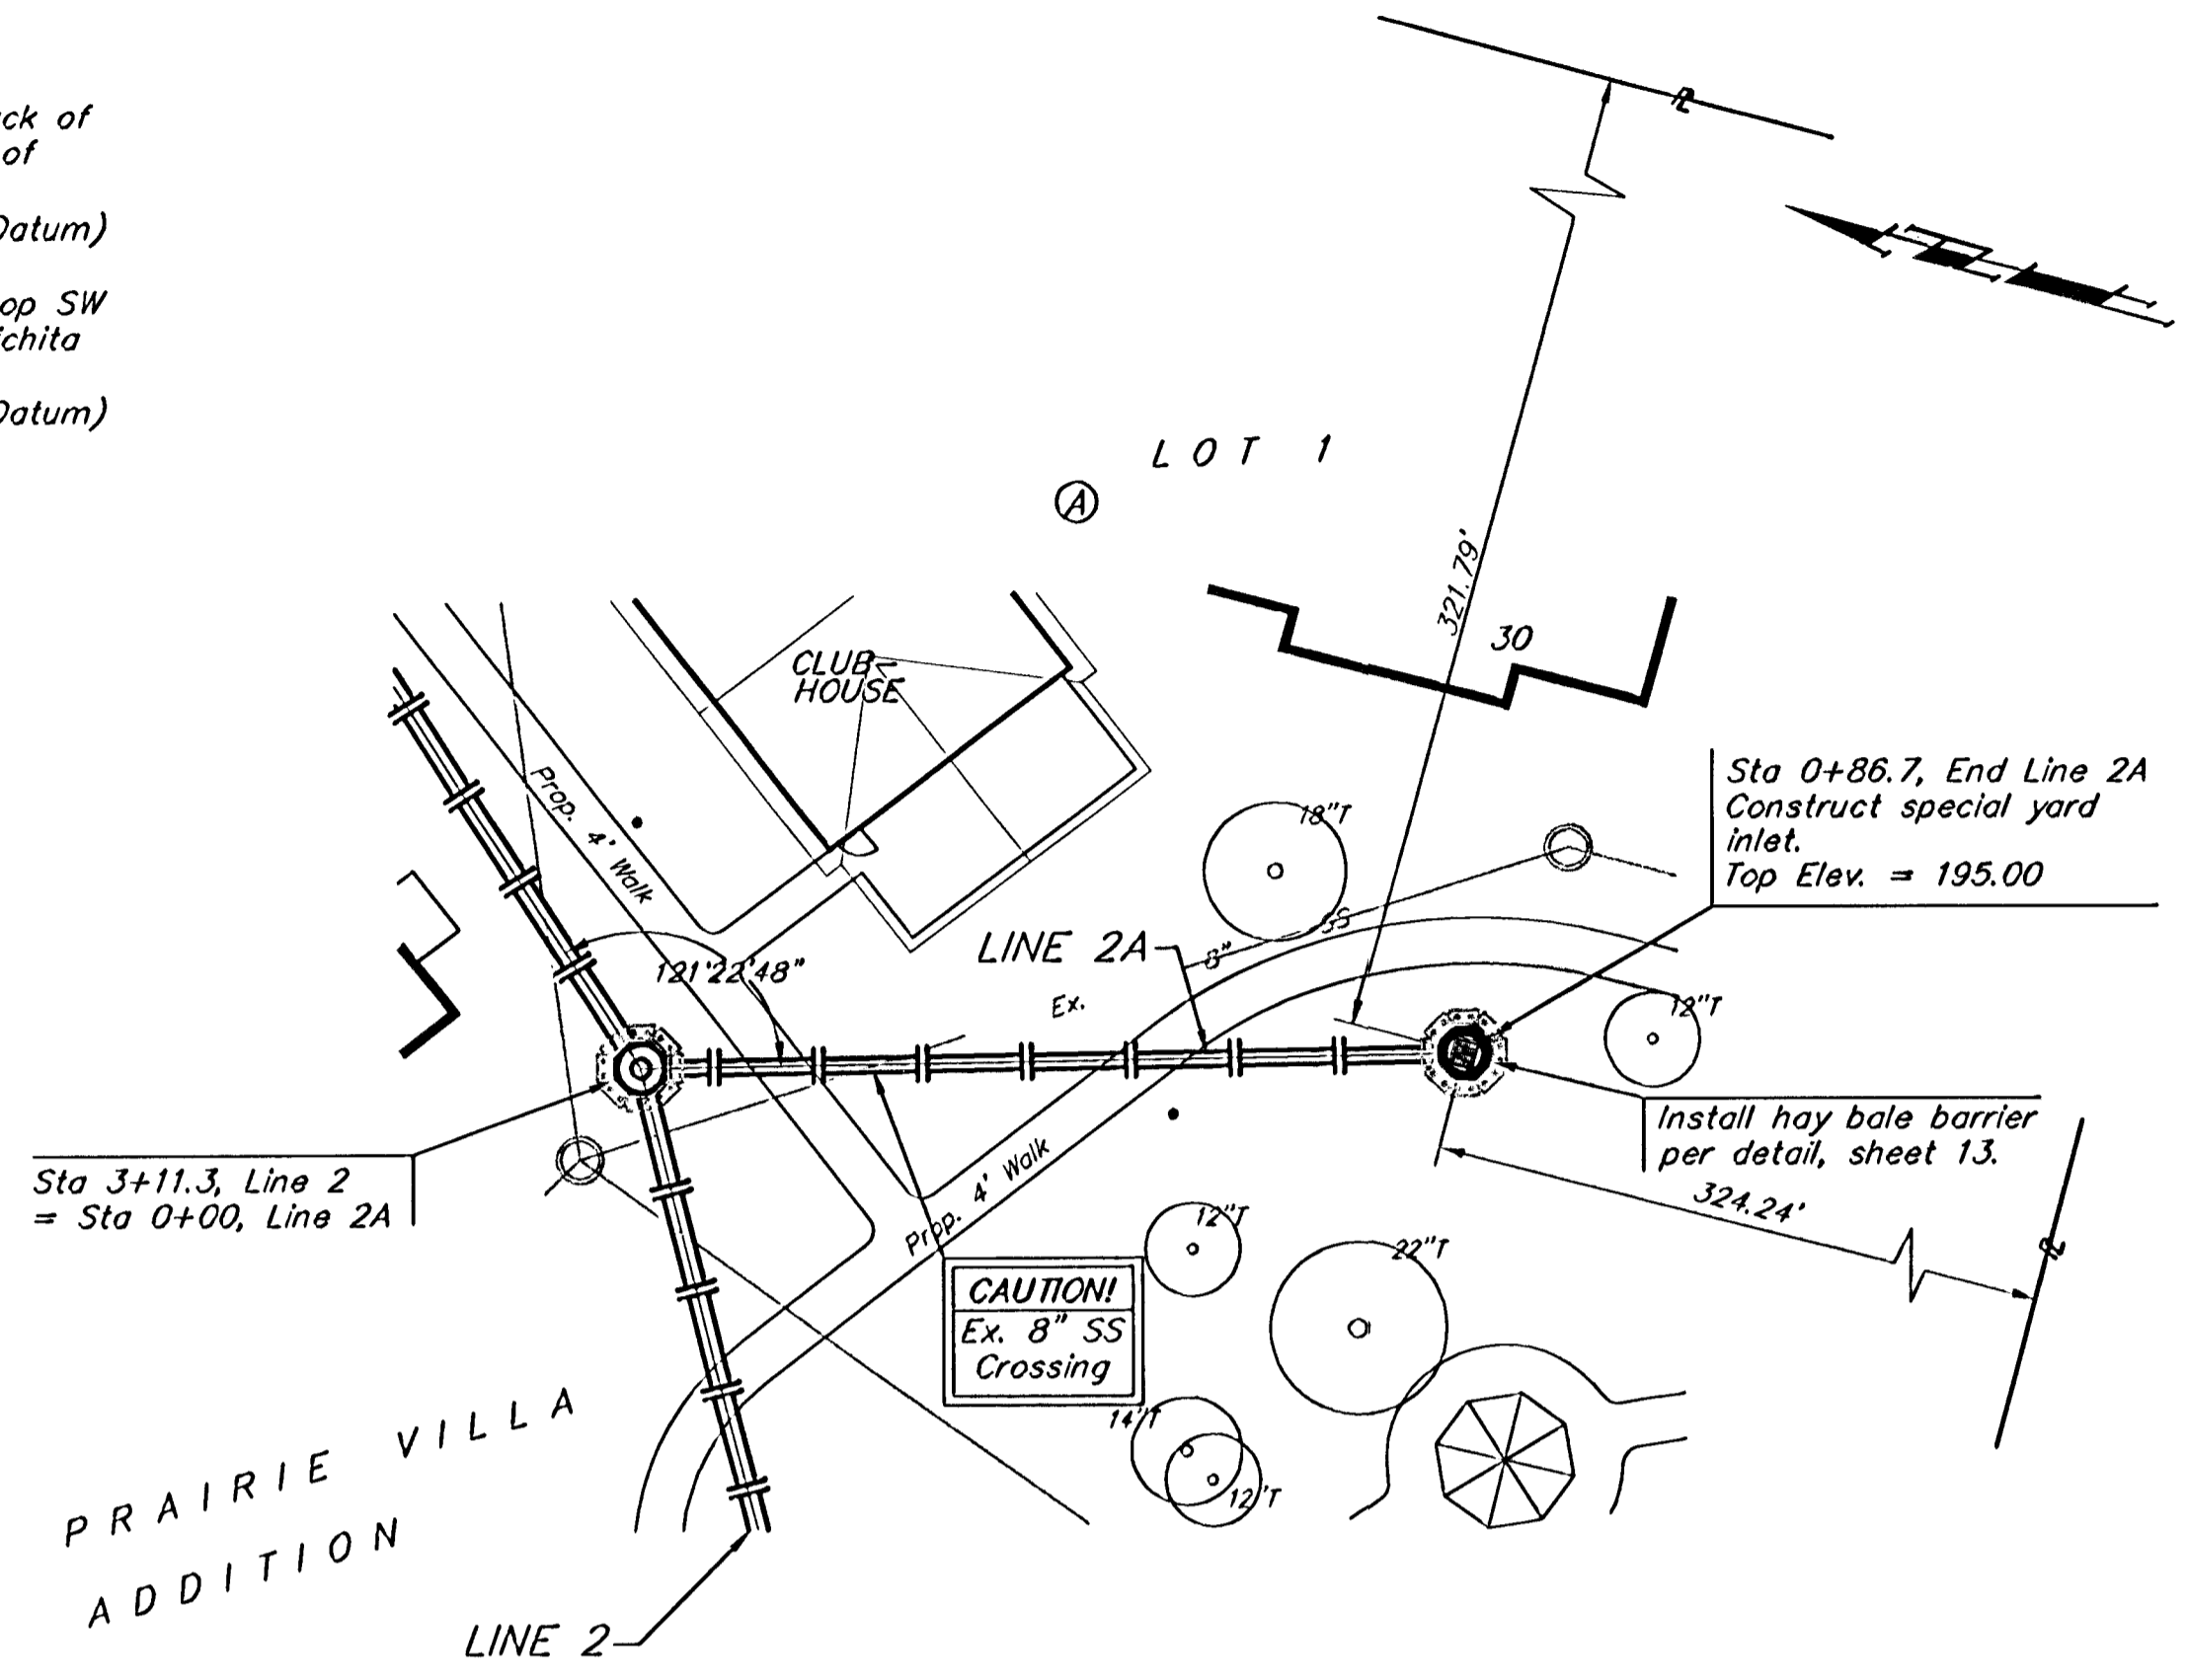 ck of
of
Datum)
op SW
chita
Datum)
LOT 1
A
321.79'
30
CLUB-
HOUSE
Prop. 4' Walk
18"T
Sta 0+86.7, End Line 2A
Construct special yard
inlet.
Top Elev. = 195.00
LINE 2A
8" SS
Ex.
121°22'48"
12"T
Install hay bale barrier
per detail, sheet 13.
324.24'
Sta 3+11.3, Line 2
= Sta 0+00, Line 2A
Prop. 4' Walk
12"T
22"T
CAUTION!
Ex. 8" SS
Crossing
14"T
12"T
PRAIRIE VILLA
ADDITION
LINE 2